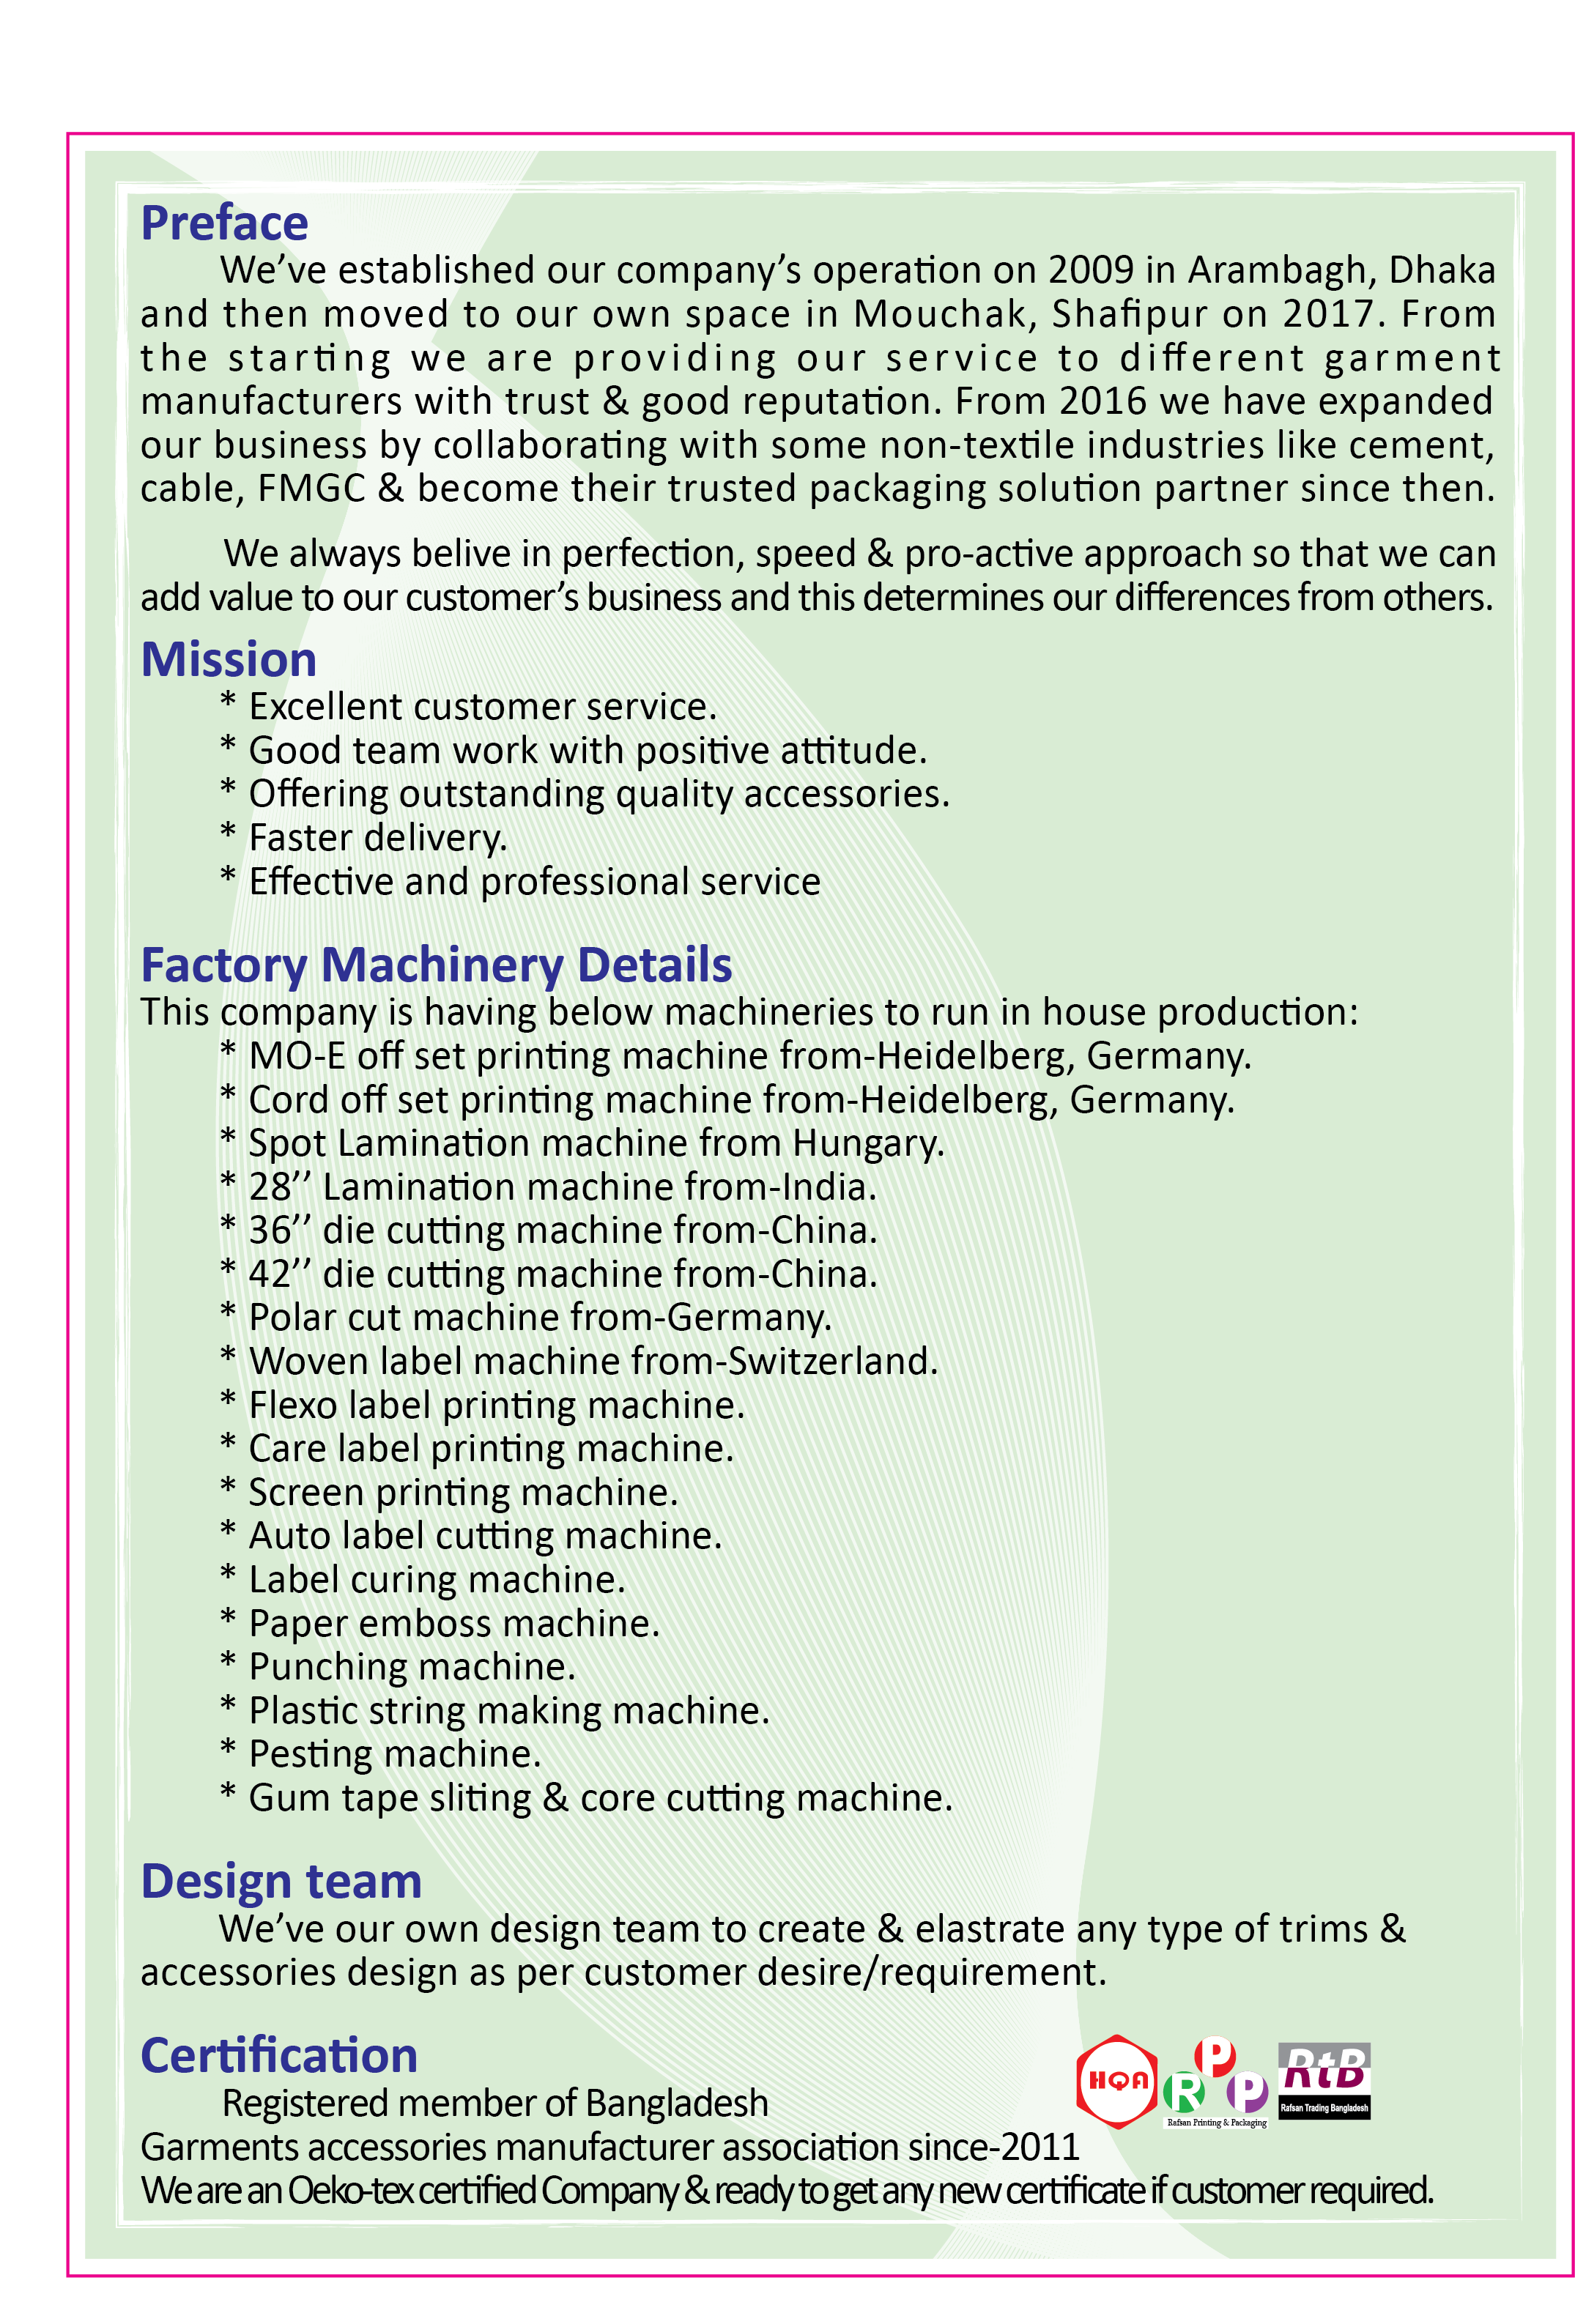 Preface
We’ve established our company’s operation on 2009 in Arambagh, Dhaka
and then moved to our own space in Mouchak, Shafipur on 2017. From
the starting we are providing our service to different garment
manufacturers with trust & good reputation. From 2016 we have expanded
our business by collaborating with some non-textile industries like cement,
cable, FMGC & become their trusted packaging solution partner since then.
We always belive in perfection, speed & pro-active approach so that we can
add value to our customer’s business and this determines our differences from others.
Mission
* Excellent customer service.
* Good team work with positive attitude.
* Offering outstanding quality accessories.
* Faster delivery.
* Effective and professional service
Factory Machinery Details
This company is having below machineries to run in house production:
* MO-E off set printing machine from-Heidelberg, Germany.
* Cord off set printing machine from-Heidelberg, Germany.
* Spot Lamination machine from Hungary.
* 28’’ Lamination machine from-India.
* 36’’ die cutting machine from-China.
* 42’’ die cutting machine from-China.
* Polar cut machine from-Germany.
* Woven label machine from-Switzerland.
* Flexo label printing machine.
* Care label printing machine.
* Screen printing machine.
* Auto label cutting machine.
* Label curing machine.
* Paper emboss machine.
* Punching machine.
* Plastic string making machine.
* Pesting machine.
* Gum tape sliting & core cutting machine.
Design team
We’ve our own design team to create & elastrate any type of trims &
accessories design as per customer desire/requirement.
Certification
Registered member of Bangladesh
Garments accessories manufacturer association since-2011
We are an Oeko-tex certified Company & ready to get any new certificate if customer required.
HQA
P
R P
Rafsan Printing & Packaging
RtB
Rafsan Trading Bangladesh